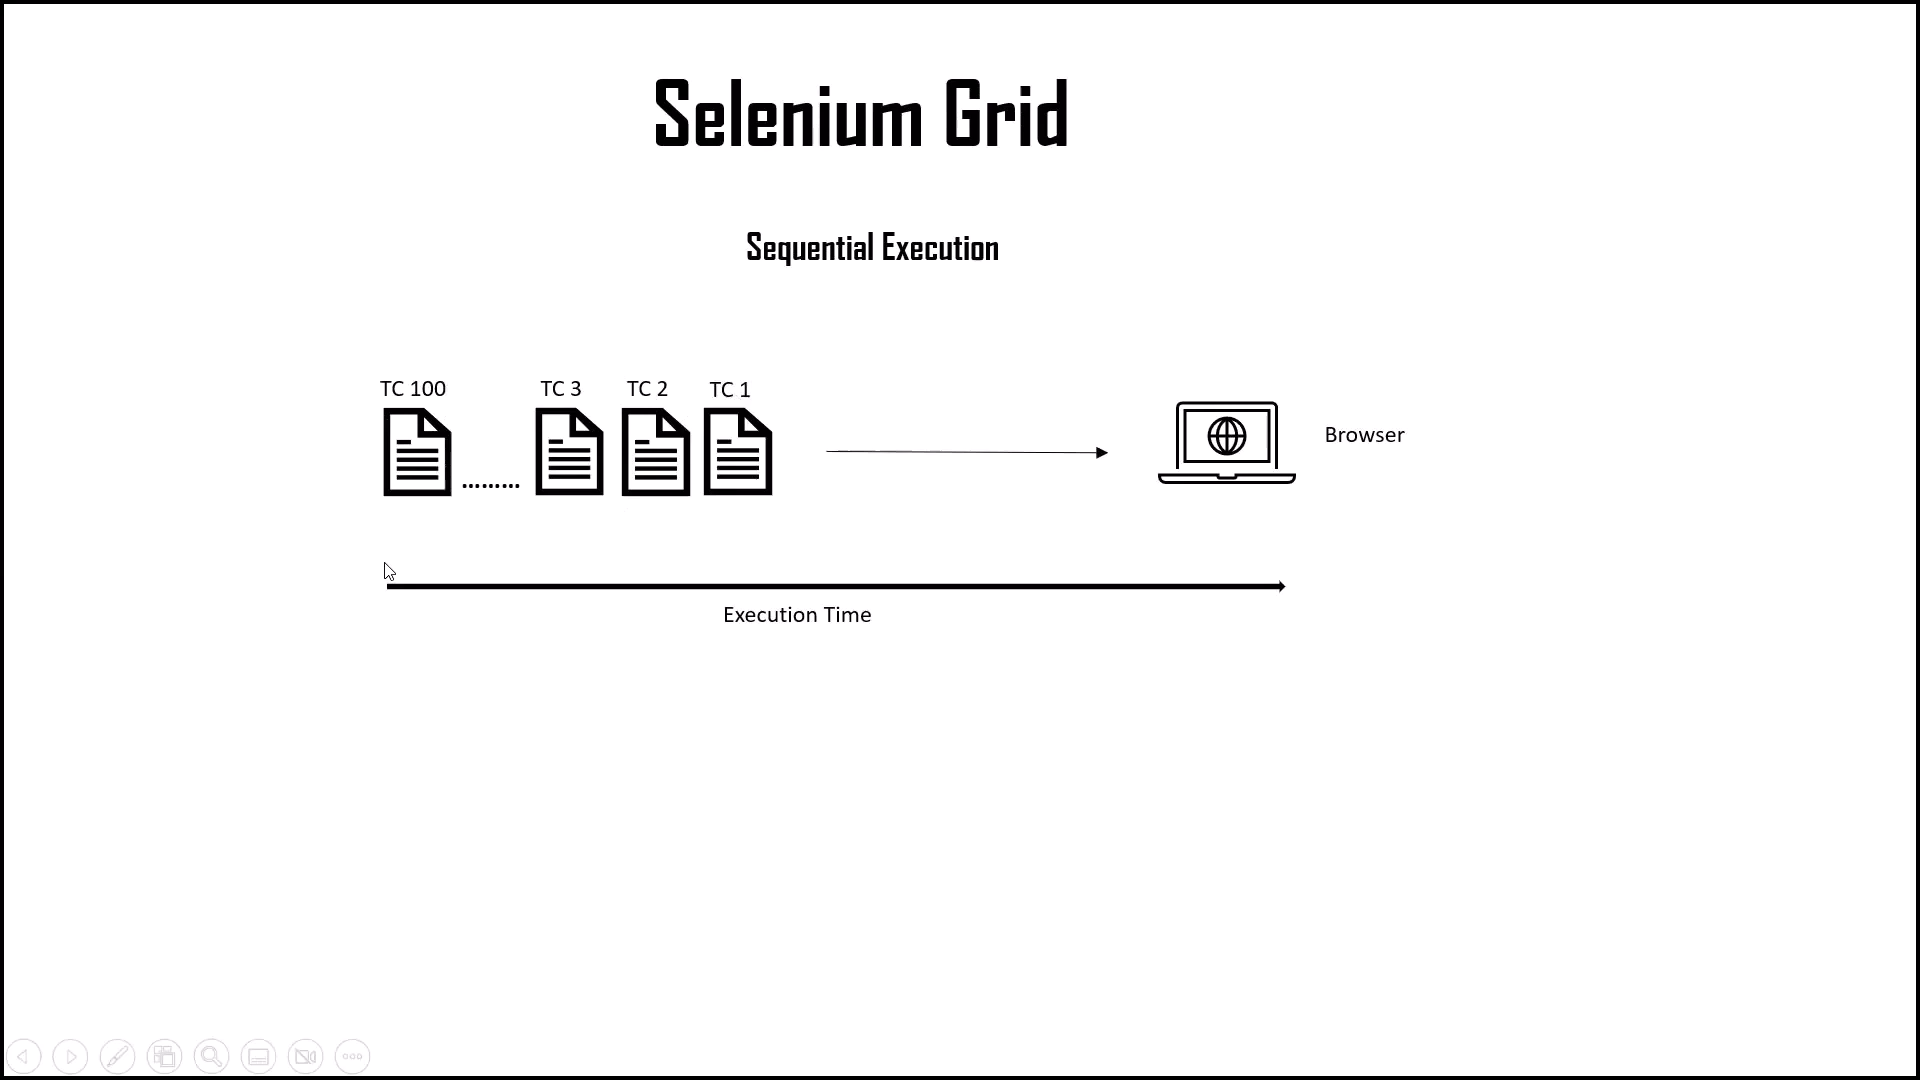 Selenium Grid
Sequential Execution
TC 100 TC 3 TC 2 TC 1
.........
Browser
Execution Time